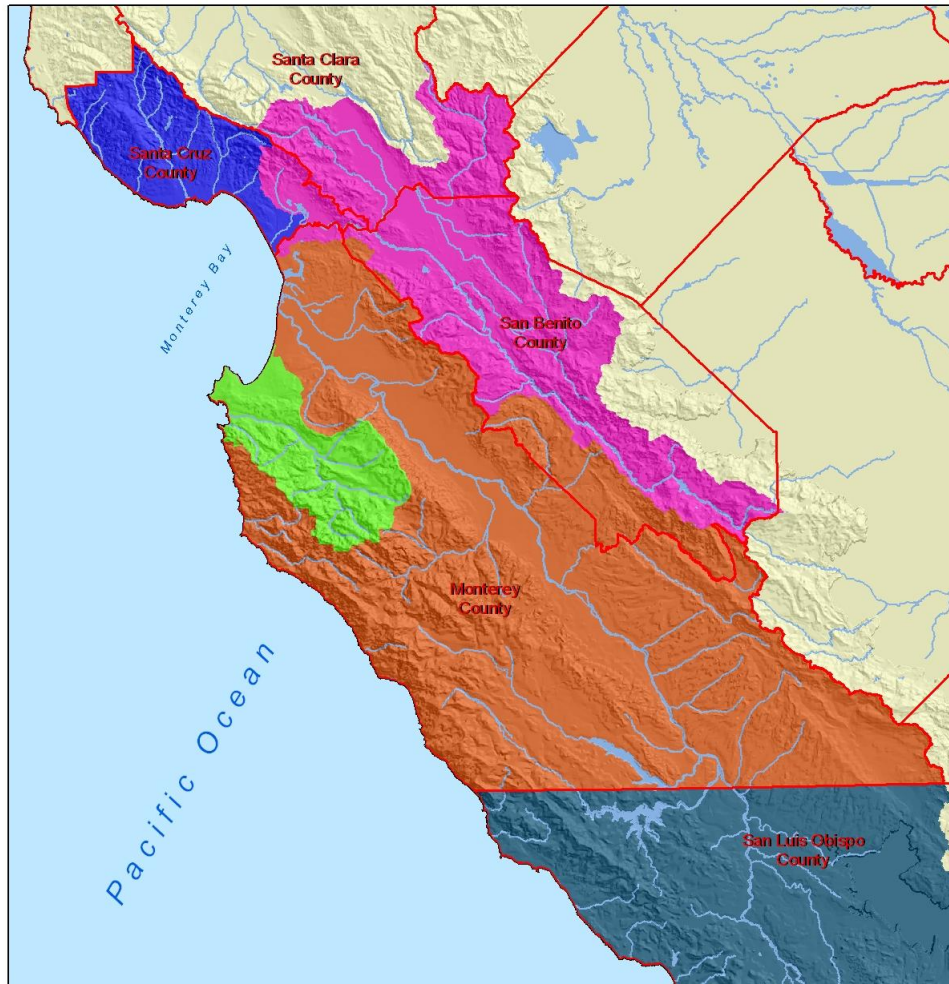 Santa Clara
County
Santa Cruz
County
Monterey Bay
San Benito
County
Monterey
County
Pacific Ocean
San Luis Obispo
County